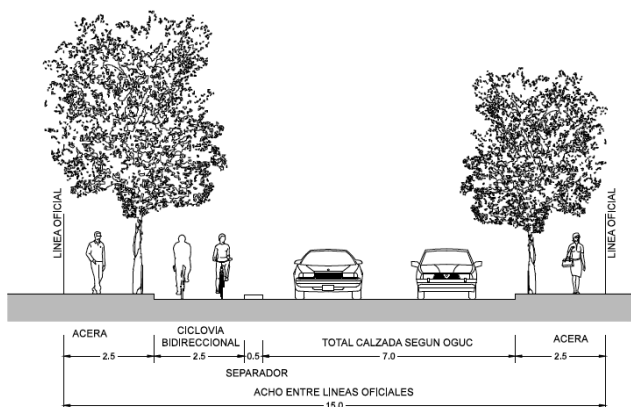 LINEA OFICIAL
LINEA OFICIAL
ACERA
CICLOVIA
BIDIRECCIONAL
TOTAL CALZADA SEGUN OGUC
ACERA
2.5
2.5
0.5
7.0
2.5
SEPARADOR
ACHO ENTRE LINEAS OFICIALES
15.0